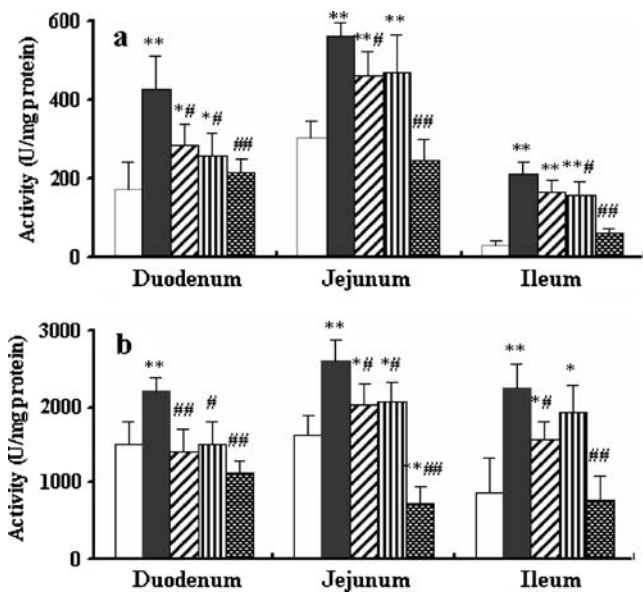 a
Activity (U/mg protein)
600
400
200
0
** *# *# ## ** **# ** ## ** ** **# ##
Duodenum Jejunum Ileum
b
Activity (U/mg protein)
3000
2000
1000
0
** ## # ## ** *# *# **## ** *# * ##
Duodenum Jejunum Ileum